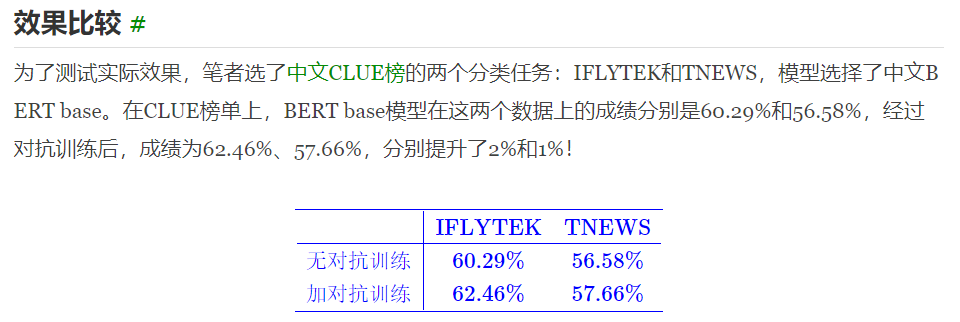 效果比较 #
为了测试实际效果，笔者选了中文CLUE榜的两个分类任务：IFLYTEK和TNEWS，模型选择了中文B
ERT base。在CLUE榜单上，BERT base模型在这两个数据上的成绩分别是60.29%和56.58%，经过
对抗训练后，成绩为62.46%、57.66%，分别提升了2%和1%！
IFLYTEK TNEWS
无对抗训练 60.29% 56.58%
加对抗训练 62.46% 57.66%